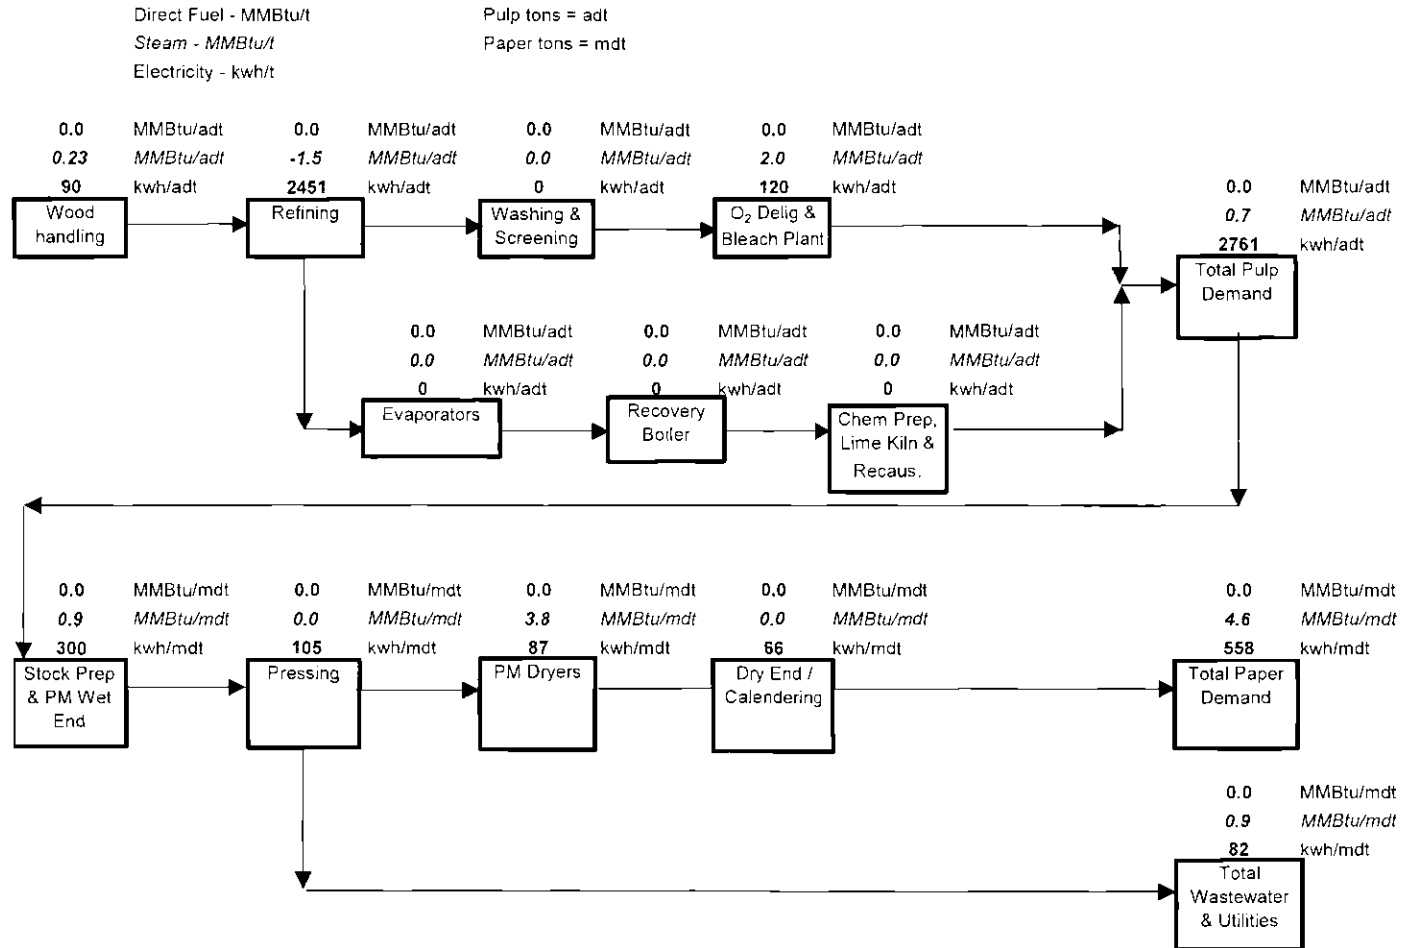 Direct Fuel - MMBtu/t Pulp tons = adt
Steam - MMBtu/t Paper tons = mdt
Electricity - kwh/t
0.0 MMBtu/adt 0.0 MMBtu/adt 0.0 MMBtu/adt 0.0 MMBtu/adt
0.23 MMBtu/adt -1.5 MMBtu/adt 0.0 MMBtu/adt 2.0 MMBtu/adt
90 kwh/adt 2451 kwh/adt 0 kwh/adt 120 kwh/adt
Wood
handling
Refining
Washing &
Screening
O2 Delig &
Bleach Plant
0.0 MMBtu/adt
0.7 MMBtu/adt
2761 kwh/adt
Total Pulp
Demand
0.0 MMBtu/adt 0.0 MMBtu/adt 0.0 MMBtu/adt
0.0 MMBtu/adt 0.0 MMBtu/adt 0.0 MMBtu/adt
0 kwh/adt 0 kwh/adt 0 kwh/adt
Evaporators
Recovery
Boiler
Chem Prep,
Lime Kiln &
Recaus.
0.0 MMBtu/mdt 0.0 MMBtu/mdt 0.0 MMBtu/mdt 0.0 MMBtu/mdt 0.0 MMBtu/mdt
0.9 MMBtu/mdt 0.0 MMBtu/mdt 3.8 MMBtu/mdt 0.0 MMBtu/mdt 4.6 MMBtu/mdt
300 kwh/mdt 105 kwh/mdt 87 kwh/mdt 66 kwh/mdt 558 kwh/mdt
Stock Prep
& PM Wet
End
Pressing
PM Dryers
Dry End /
Calendering
Total Paper
Demand
0.0 MMBtu/mdt
0.9 MMBtu/mdt
82 kwh/mdt
Total
Wastewater
& Utilities